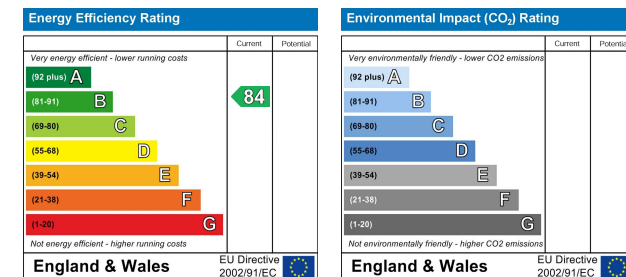 Energy Efficiency Rating
Current Potential
Very energy efficient - lower running costs
(92 plus) A
(81-91) B
84
(69-80) C
(55-68) D
(39-54) E
(21-38) F
(1-20) G
Not energy efficient - higher running costs
England & Wales
EU Directive
2002/91/EC
Environmental Impact (CO2) Rating
Current Potential
Very environmentally friendly - lower CO2 emissions
(92 plus) A
(81-91) B
(69-80) C
(55-68) D
(39-54) E
(21-38) F
(1-20) G
Not environmentally friendly - higher CO2 emissions
England & Wales
EU Directive
2002/91/EC